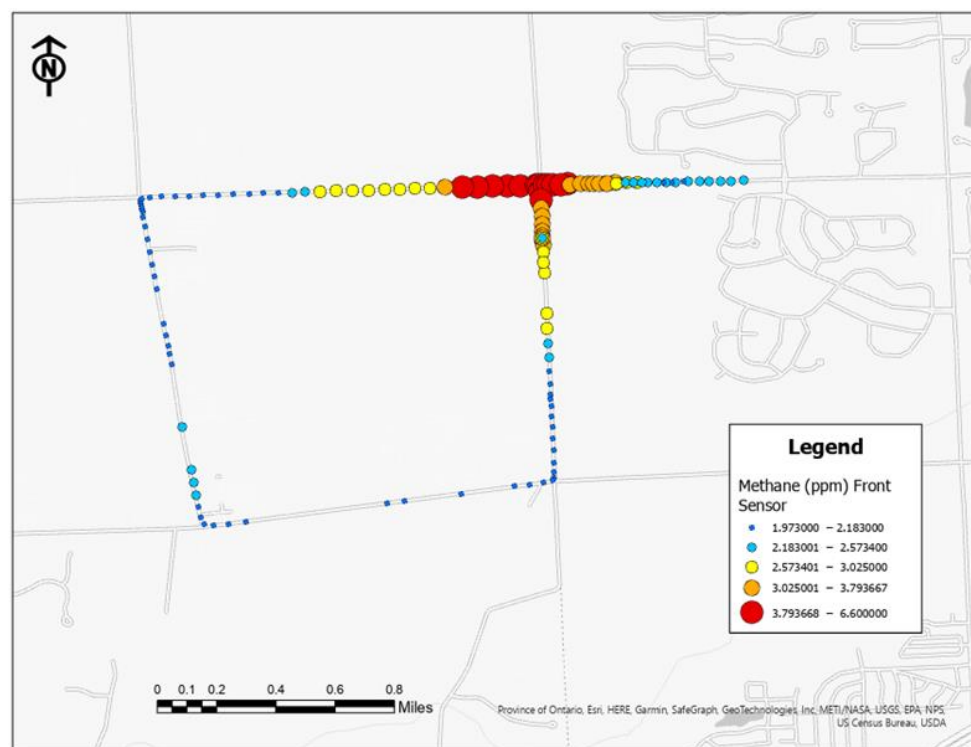 N
Legend
Methane (ppm) Front
Sensor
1.973000 – 2.183000
2.183001 – 2.573400
2.573401 – 3.025000
3.025001 – 3.793667
3.793668 – 6.600000
0 0.1 0.2 0.4 0.6 0.8
Miles
Province of Ontario, Esri, HERE, Garmin, SafeGraph, GeoTechnologies, Inc, METI/NASA, USGS, EPA, NPS,
US Census Bureau, USDA